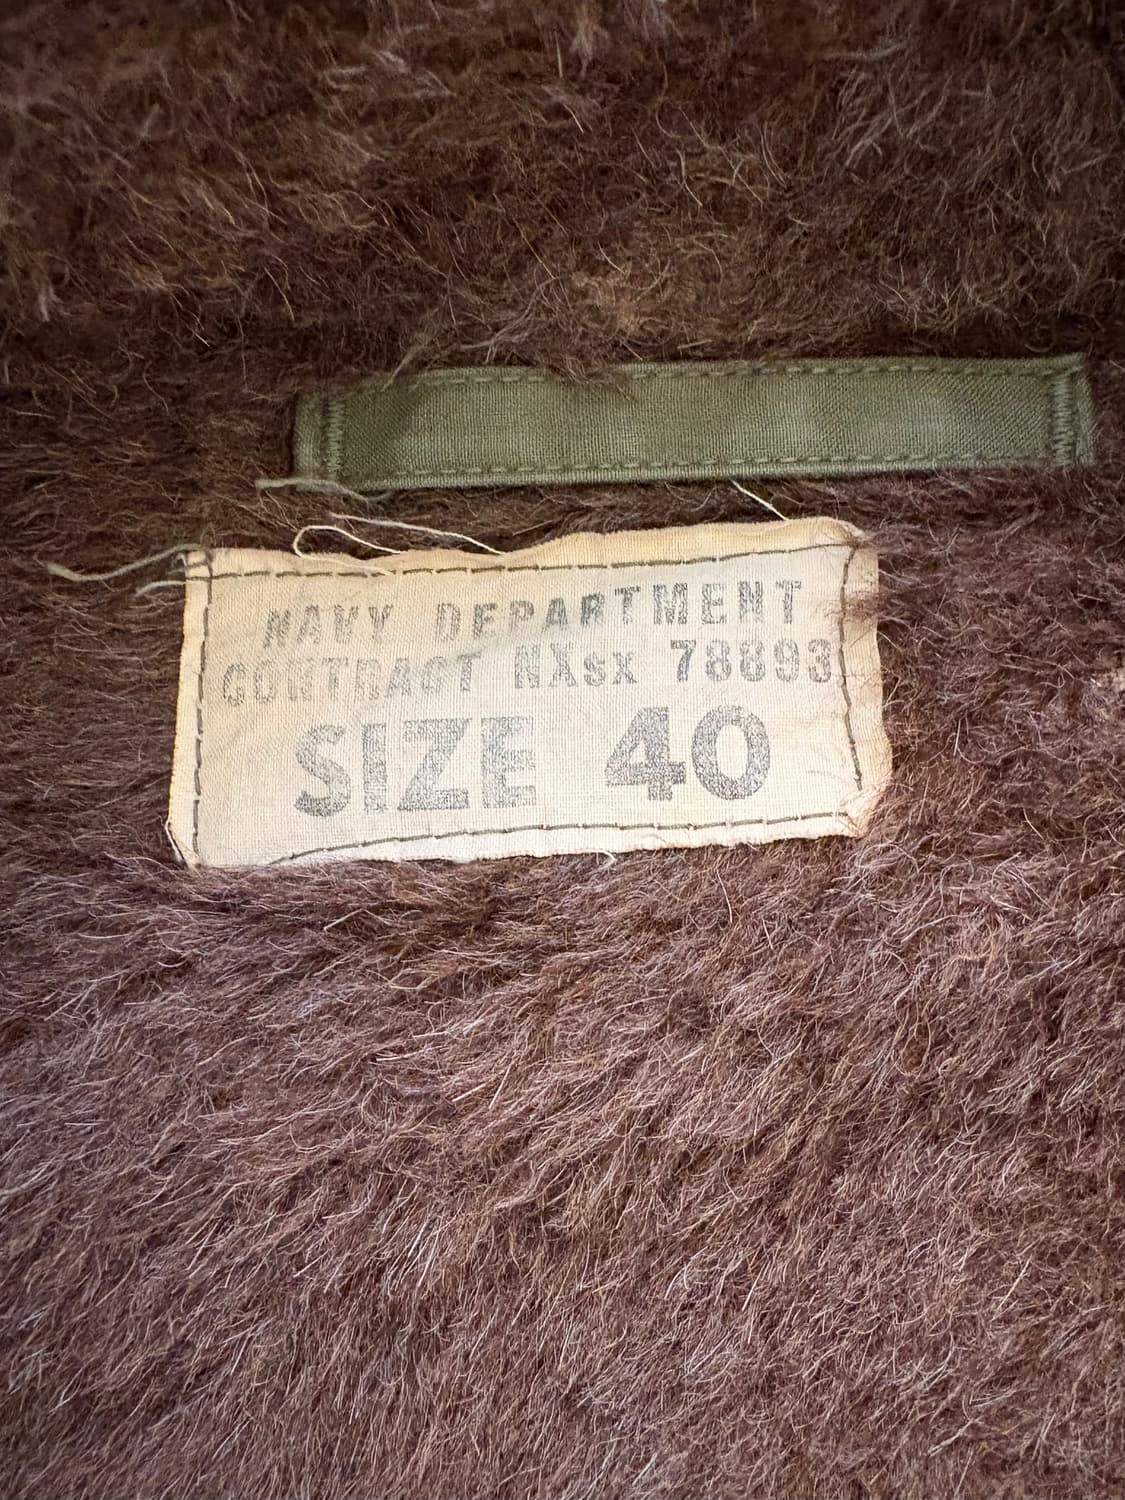 NAVY DEPARTMENT
CONTRACT NXsx 78893
SIZE 40